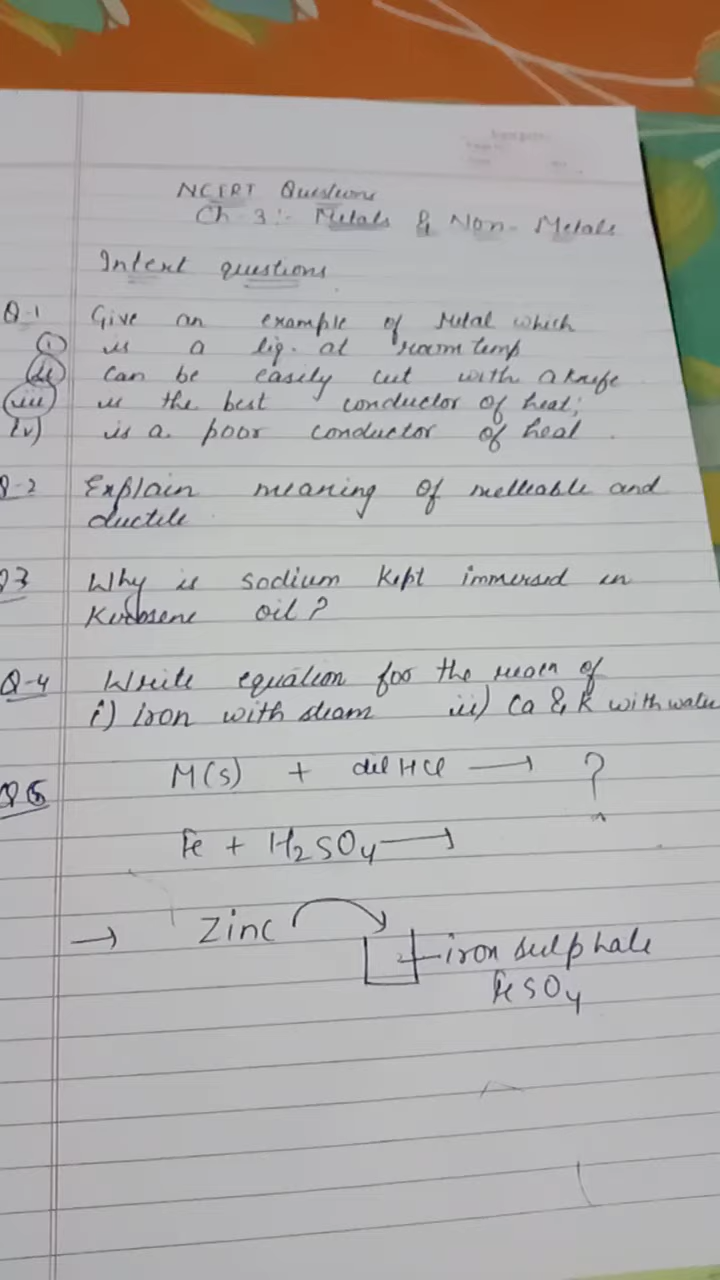 NCERT Questions
Ch 3:- Metals & Non-Metals
Intext questions
Q-1 Give an example of Metal which
(i) is a liq. at room temp
(ii) can be easily cut with a knife
(iii) is the best conductor of heat;
iv) is a poor conductor of heat.
Q-2 Explain meaning of melleable and
ductile.
Q3 Why is sodium kept immersed in
Kerosene oil?
Q-4 Write equation for the of
i) iron with steam ii) Ca & K with water
Q5 M(s) + dil HCl → ?
Fe + H2SO4 →
→ Zinc iron sulphate
FeSO4